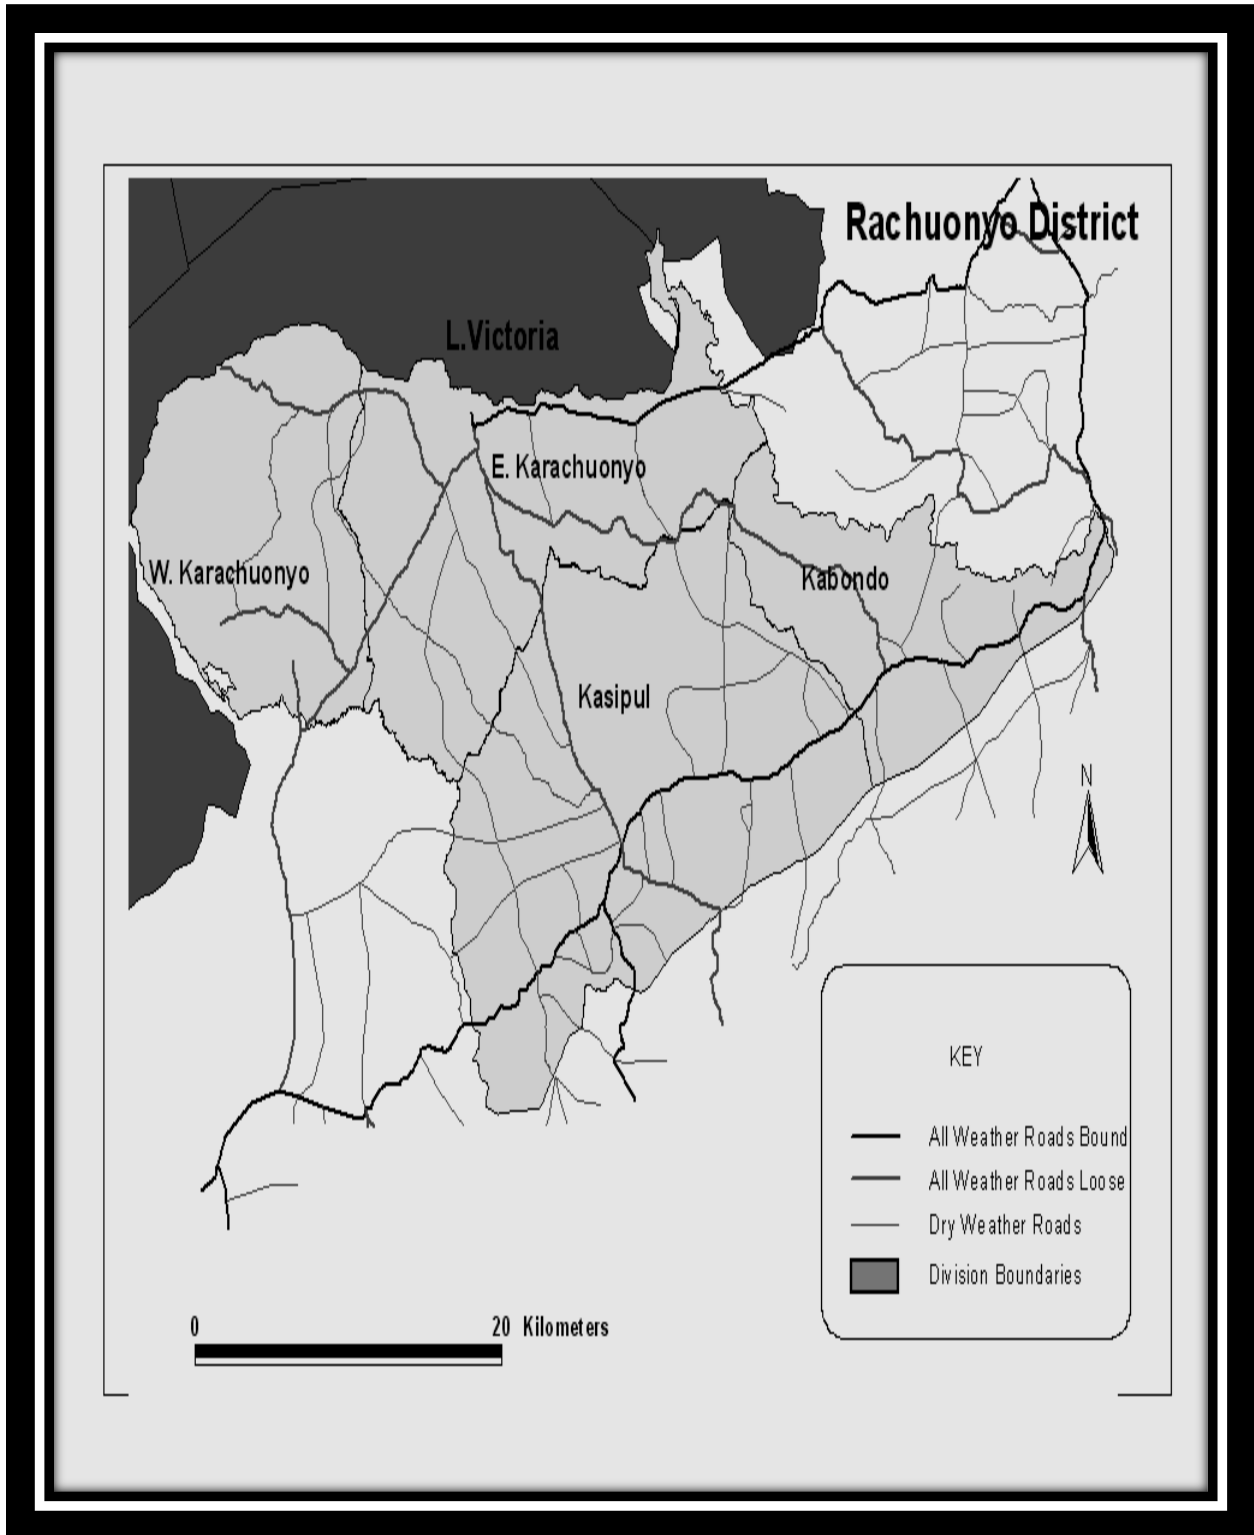 Rachuonyo District
L.Victoria
E. Karachuonyo
W. Karachuonyo
Kabondo
Kasipul
N
KEY
All Weather Roads Bound
All Weather Roads Loose
Dry Weather Roads
Division Boundaries
0 20 Kilometers